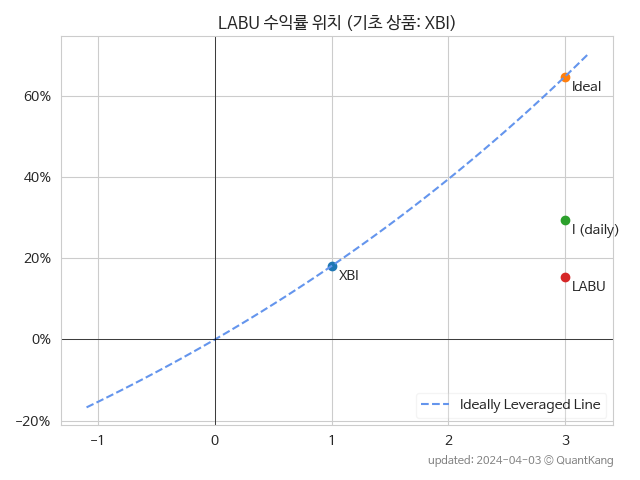 LABU 수익률 위치 (기초 상품: XBI)
60%
40%
20%
0%
−20%
Ideal
I (daily)
XBI
LABU
Ideally Leveraged Line
−1
0
1
2
3
updated: 2024-04-03 © QuantKang